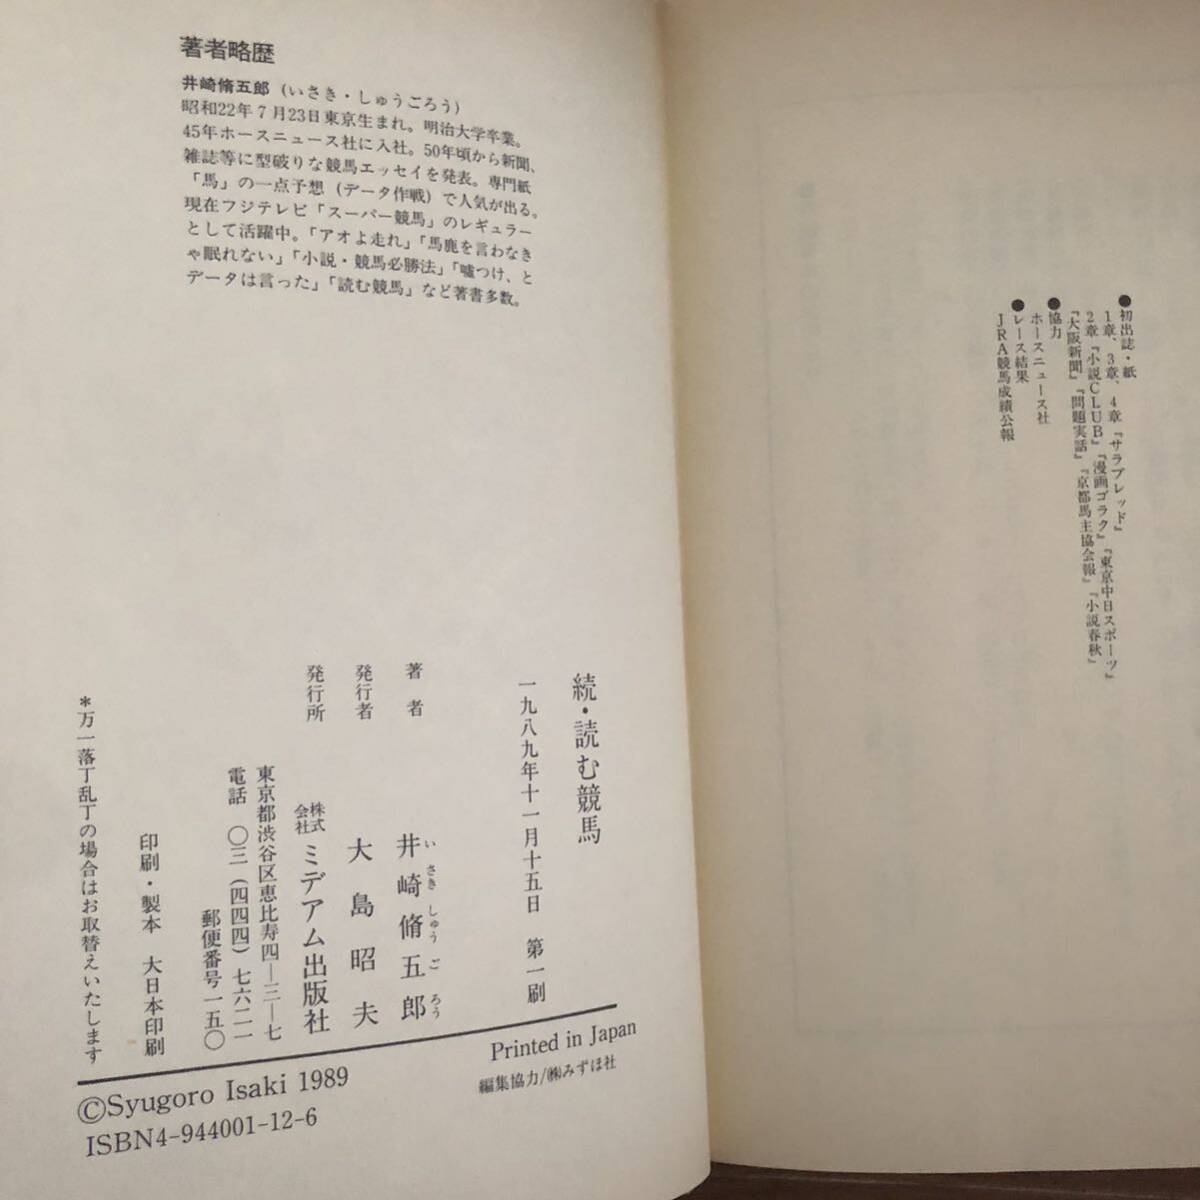 ●初出誌・紙
1章、3章、4章『サラブレッド』
2章『小説CLUB』『漫画ゴラク』『東京中日スポーツ』
『大阪新聞』『問題実話』『京都馬主協会報』『小説春秋』
●協力
ホースニュース社
●レース結果
JRA競馬成績公報
著者略歴
井崎脩五郎(いさき・しゅうごろう)
昭和22年7月23日東京生まれ。明治大学卒業。
45年ホースニュース社に入社。50年頃から新聞、
雑誌等に型破りな競馬エッセイを発表。専門紙
「馬」の一点予想(データ作戦)で人気が出る。
現在フジテレビ「スーパー競馬」のレギュラー
として活躍中。「アオよ走れ」「馬鹿を言わなき
ゃ眠れない」「小説・競馬必勝法」「嘘つけ、と
データは言った」「読む競馬」など著書多数。
続・読む競馬
一九八九年十一月十五日 第一刷
著者 井崎脩五郎
いさきしゅうごろう
発行者 大島昭夫
発行所 株式会社ミデアム出版社
東京都渋谷区恵比寿四―三―七
電話 〇三(四四四)七六二一
郵便番号一五〇
印刷・製本 大日本印刷
*万一落丁乱丁の場合はお取替えいたします
Printed in Japan
編集協力/㈱みずほ社
©Syugoro Isaki 1989
ISBN4-944001-12-6